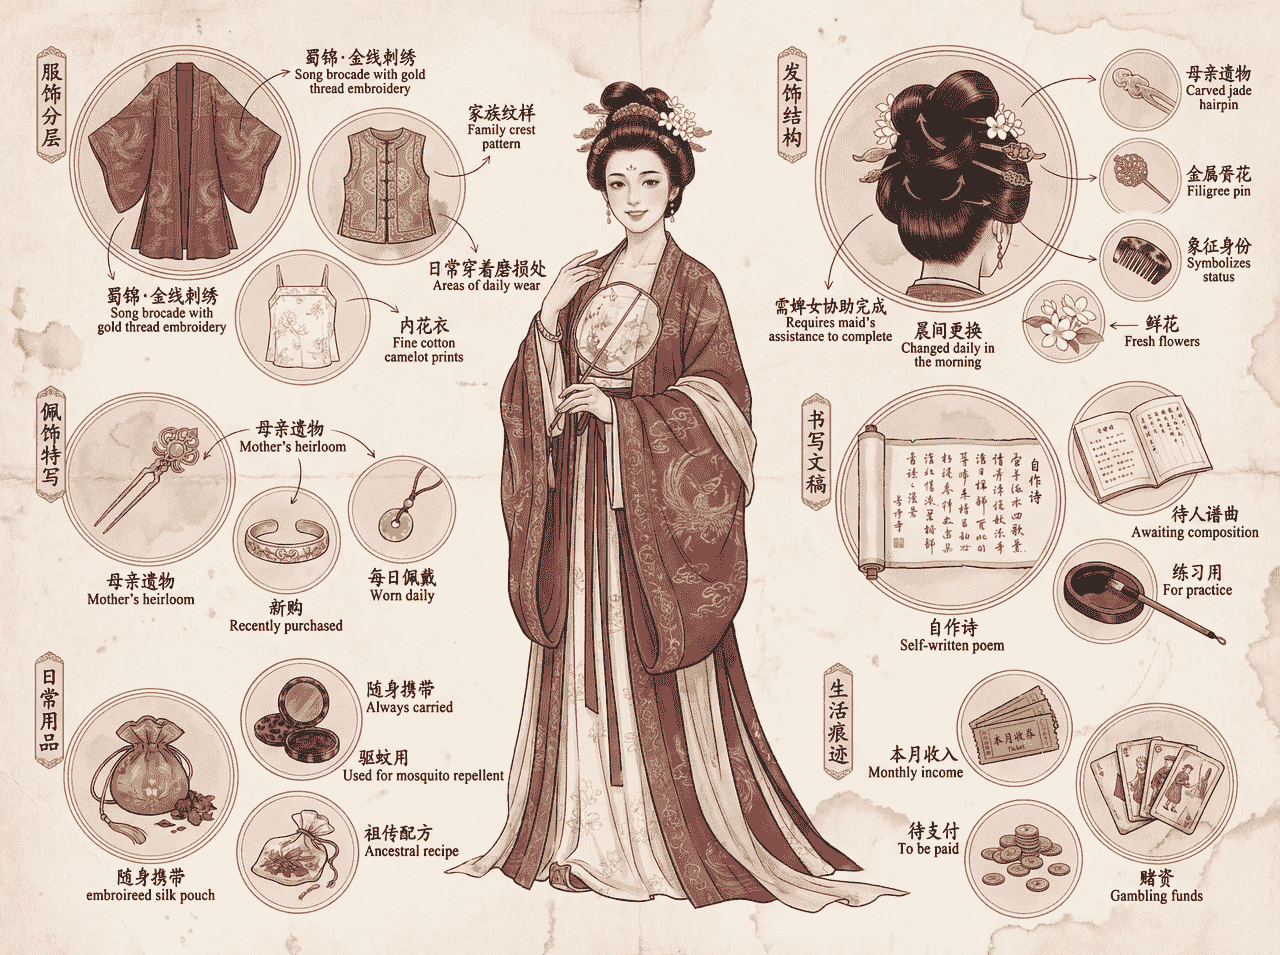 服饰分层
蜀锦·金线刺绣
Song brocade with gold
thread embroidery
家族纹样
Family crest
pattern
日常穿着磨损处
Areas of daily wear
蜀锦·金线刺绣
Song brocade with
gold thread embroidery
内花衣
Fine cotton
camelot prints
发饰结构
母亲遗物
Carved jade
hairpin
Filigree pin
象征身份
Symbolizes
status
需婢女协助完成
Requires maid's
assistance to complete
晨间更换
Changed daily in
the morning
鲜花
Fresh flowers
佩饰特写
母亲遗物
Mother's heirloom
母亲遗物
Mother's heirloom
新购
Recently purchased
每日佩戴
Worn daily
书写文稿
自作诗
自作诗
Self-written poem
待人谱曲
Awaiting composition
练习用
For practice
日常用品
随身携带
Always carried
驱蚊用
Used for mosquito repellent
祖传配方
Ancestral recipe
随身携带
embroireed silk pouch
生活痕迹
本月收券
Ticket
本月收入
Monthly income
待支付
To be paid
赌资
Gambling funds